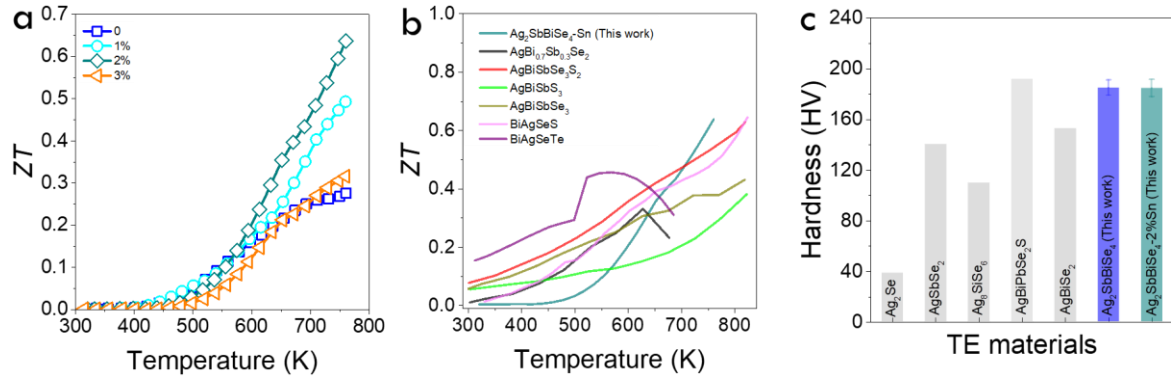 a
ZT
0.7
0.6
0.5
0.4
0.3
0.2
0.1
0.0
0
1%
2%
3%
300 400 500 600 700 800
Temperature (K)
b
ZT
1.0
0.8
0.6
0.4
0.2
0.0
Ag₂SbBiSe₄-Sn (This work)
AgBi₀.₇Sb₀.₃Se₂
AgBiSbSe₃S₂
AgBiSbS₃
AgBiSbSe₃
BiAgSeS
BiAgSeTe
300 400 500 600 700 800
Temperature (K)
c
Hardness (HV)
240
200
160
120
80
40
0
Ag₂Se
AgSbSe₂
Ag₈SiSe₆
AgBiPbSe₂S
AgBiSe₂
Ag₂SbBiSe₄ (This work)
Ag₂SbBiSe₄-2%Sn (This work)
TE materials